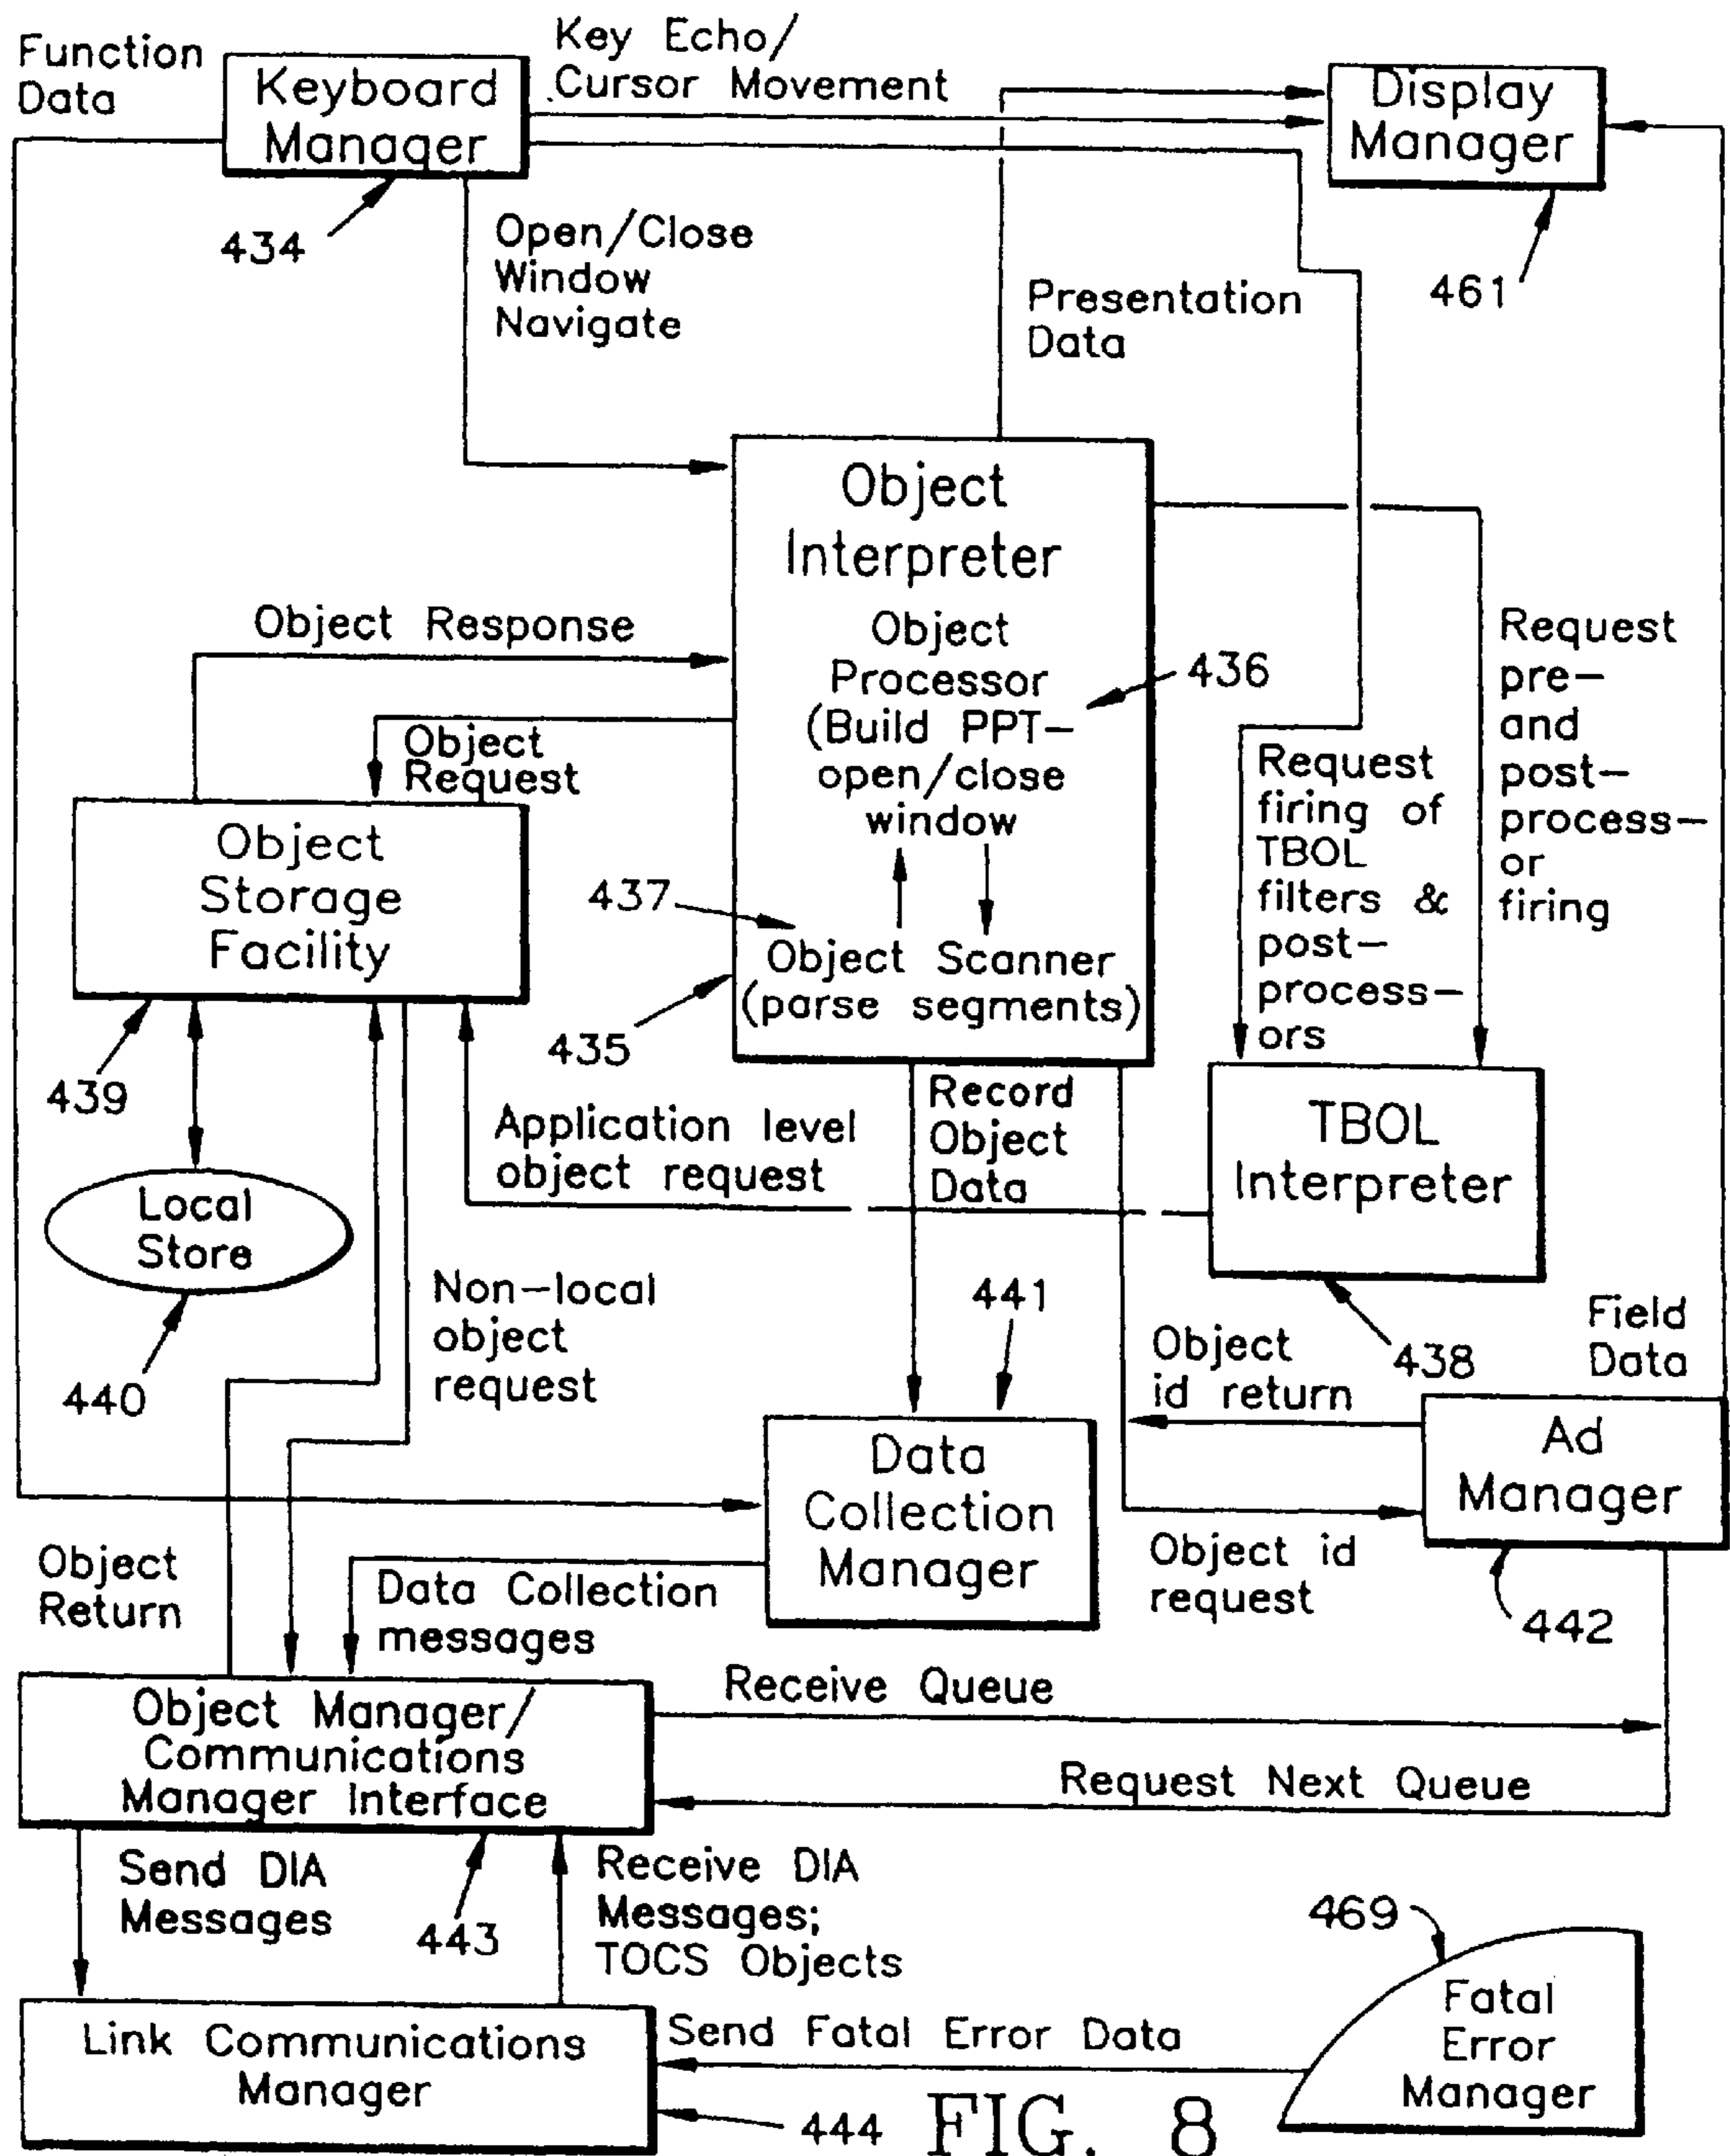 Function
Data
Keyboard
Manager
Key Echo/
Cursor Movement
Display
Manager
434
Open/Close
Window
Navigate
Presentation
Data
461
Object
Interpreter
Object
Processor
(Build PPT-
open/close
window
436
Object Response
Object
Request
Request
pre-
and
post-
process-
or
firing
Request
firing of
TBOL
filters &
post-
process-
ors
Object
Storage
Facility
437
Object Scanner
(parse segments)
435
439
Application level
object request
Record
Object
Data
TBOL
Interpreter
Local
Store
440
Non-local
object
request
441
438
Field
Data
Object
id return
Ad
Manager
Data
Collection
Manager
Object id
request
442
Object
Return
Data Collection
messages
Object Manager/
Communications
Manager Interface
Receive Queue
Request Next Queue
Send DIA
Messages
443
Receive DIA
Messages;
TOCS Objects
469
Fatal
Error
Manager
Link Communications
Manager
Send Fatal Error Data
444
FIG. 8